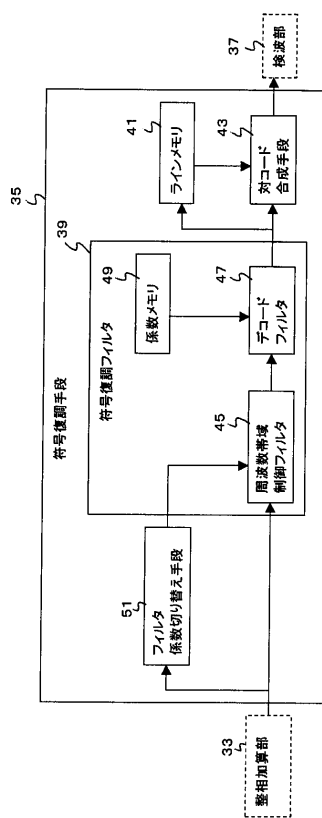 35
符号復調手段
39
符号復調フィルタ
33
整相加算部
51
フィルタ
係数切り替え手段
45
周波数帯域
制御フィルタ
49
係数メモリ
47
デコード
フィルタ
41
ラインメモリ
43
対コード
合成手段
37
検波部